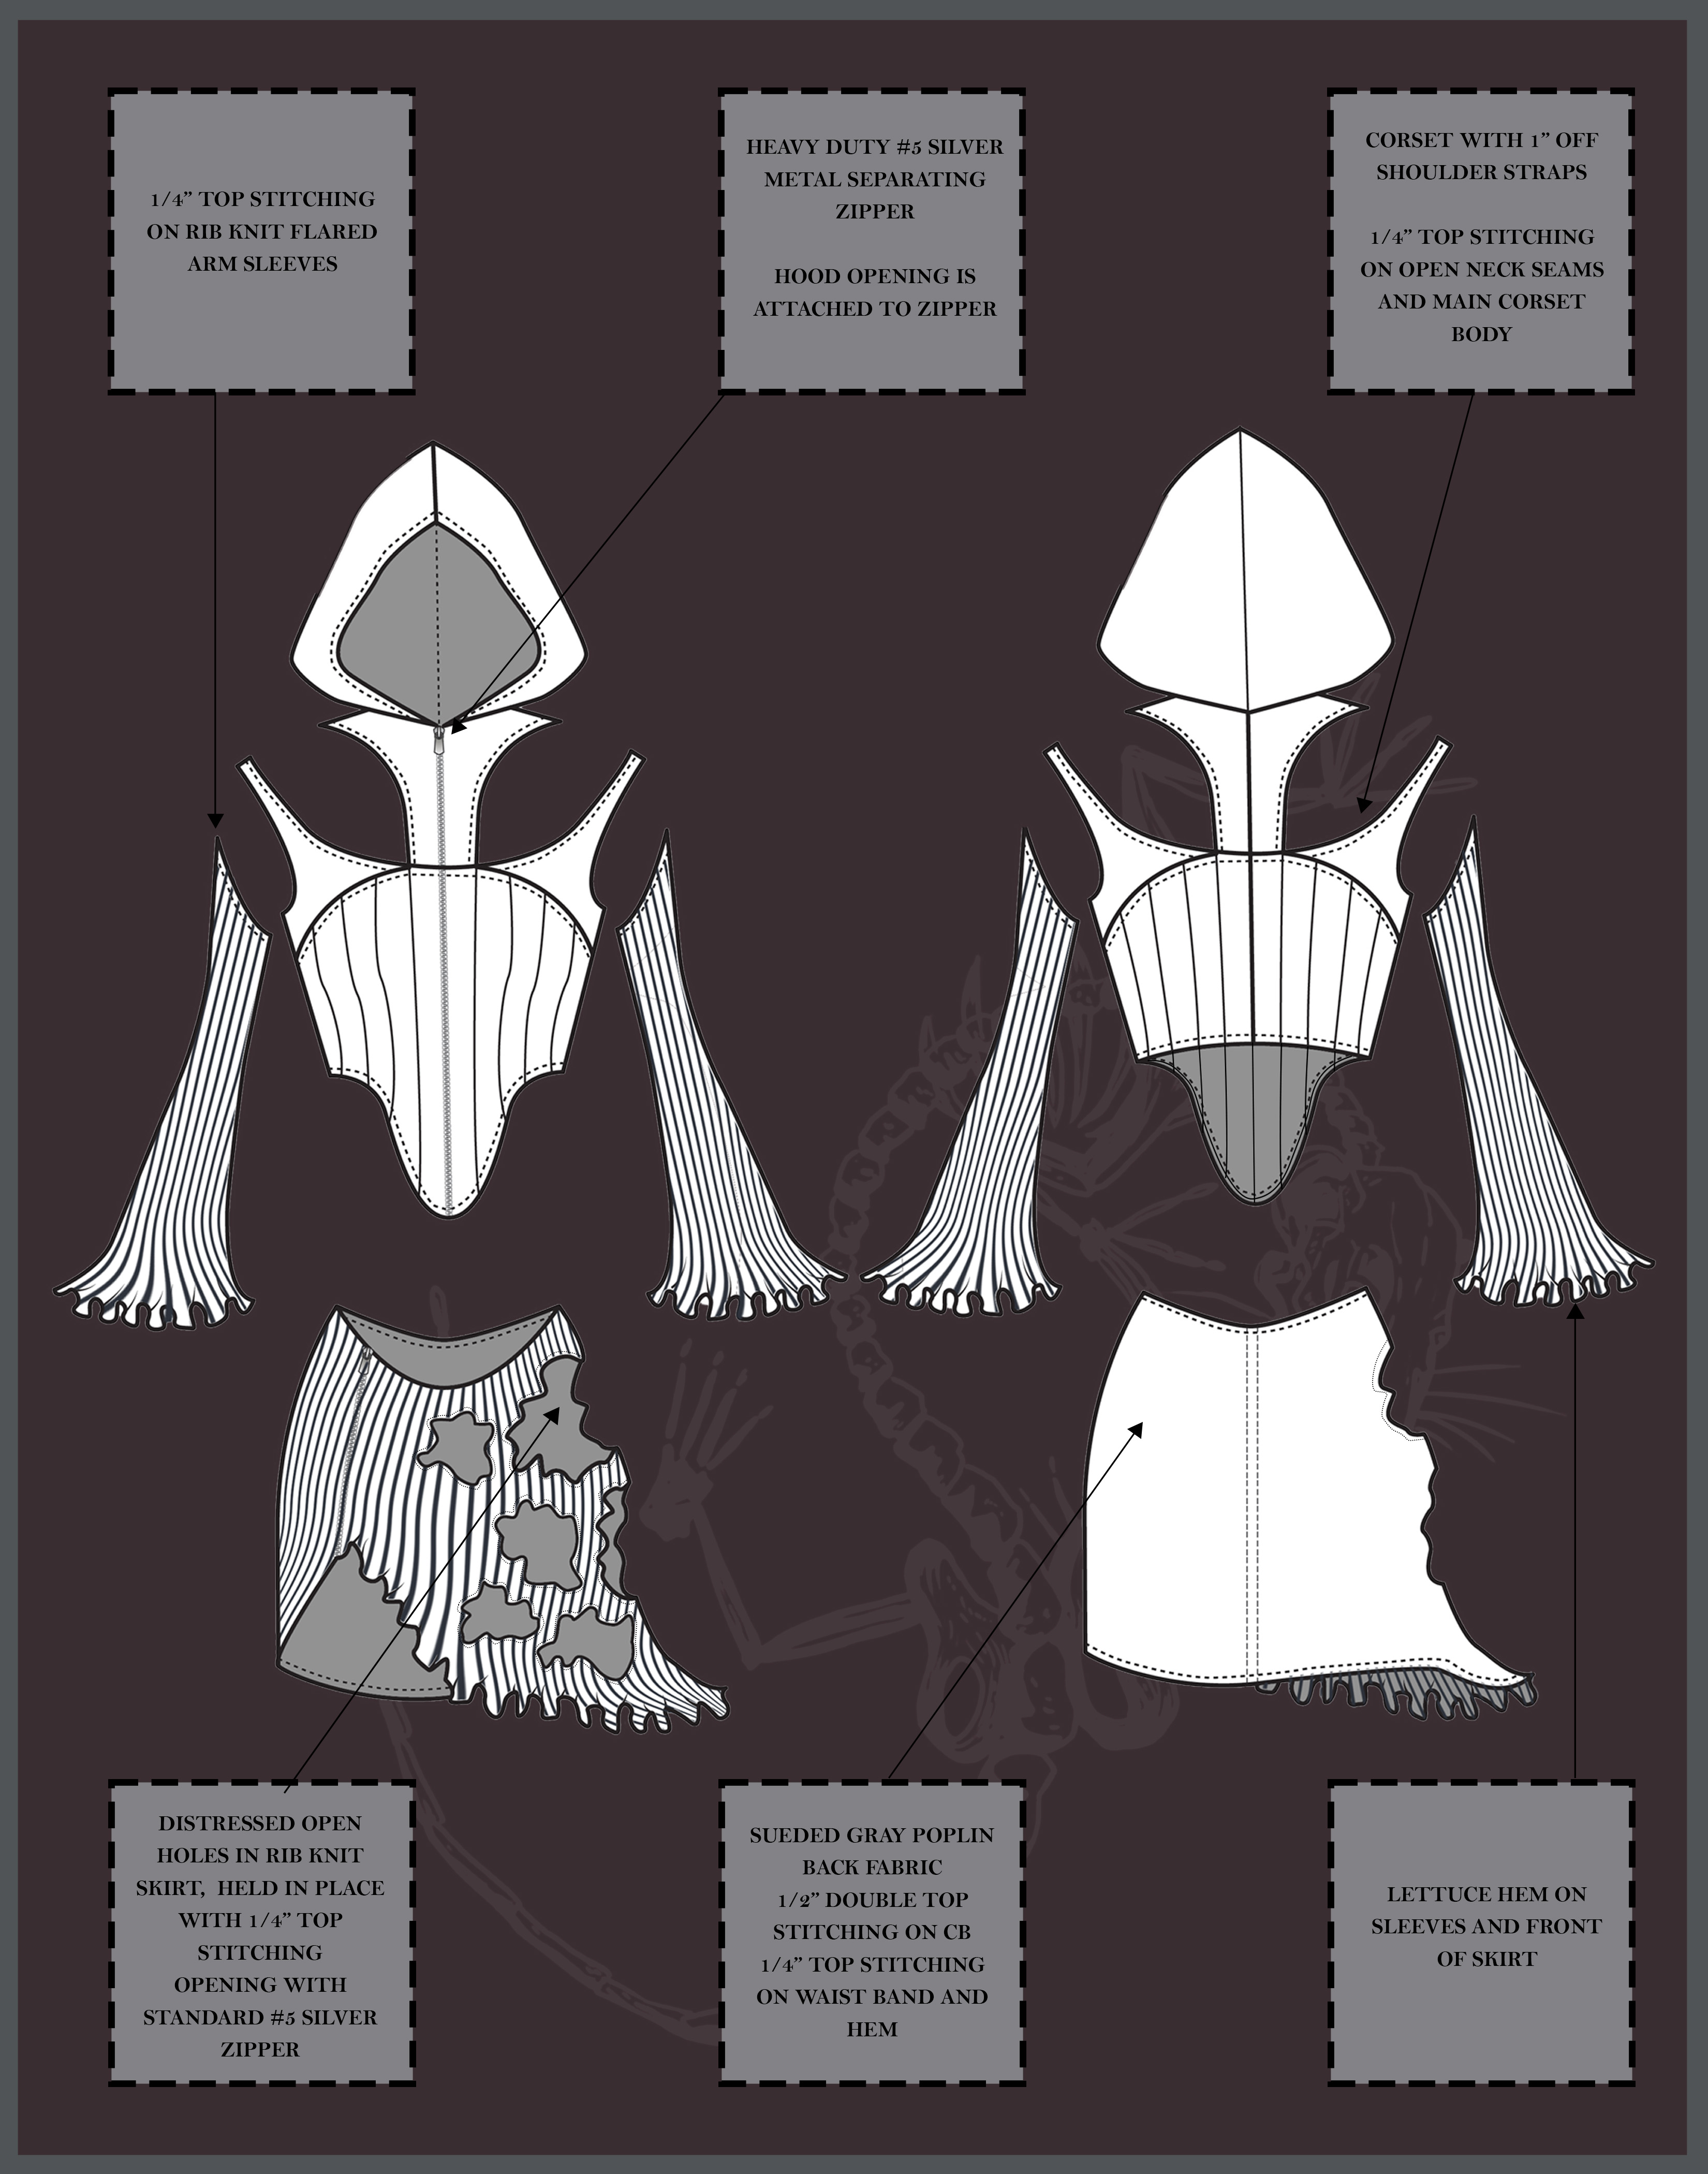 1/4” TOP STITCHING
ON RIB KNIT FLARED
ARM SLEEVES
HEAVY DUTY #5 SILVER
METAL SEPARATING
ZIPPER
HOOD OPENING IS
ATTACHED TO ZIPPER
CORSET WITH 1” OFF
SHOULDER STRAPS
1/4” TOP STITCHING
ON OPEN NECK SEAMS
AND MAIN CORSET
BODY
DISTRESSED OPEN
HOLES IN RIB KNIT
SKIRT, HELD IN PLACE
WITH 1/4” TOP
STITCHING
OPENING WITH
STANDARD #5 SILVER
ZIPPER
SUEDED GRAY POPLIN
BACK FABRIC
1/2” DOUBLE TOP
STITCHING ON CB
1/4” TOP STITCHING
ON WAIST BAND AND
HEM
LETTUCE HEM ON
SLEEVES AND FRONT
OF SKIRT